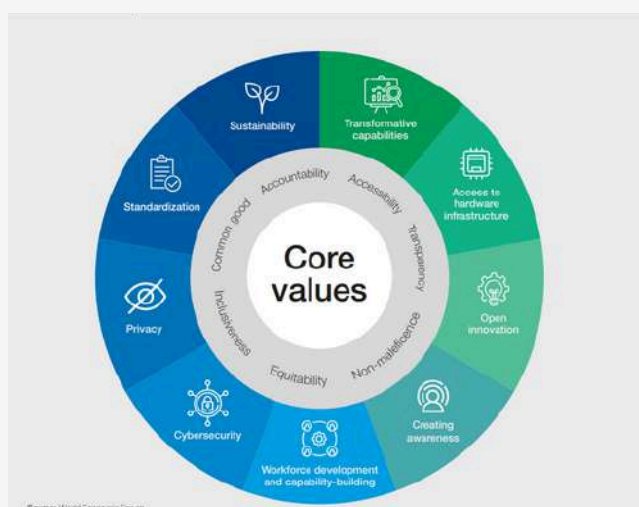 Sustainability
Transformative
capabilities
Access to
hardware
infrastructure
Open
innovation
Creating
awareness
Workforce development
and capability-building
Cybersecurity
Privacy
Standardization
Accountability
Accessibility
Transparency
Non-maleficence
Equitability
Inclusiveness
Common good
Core
values